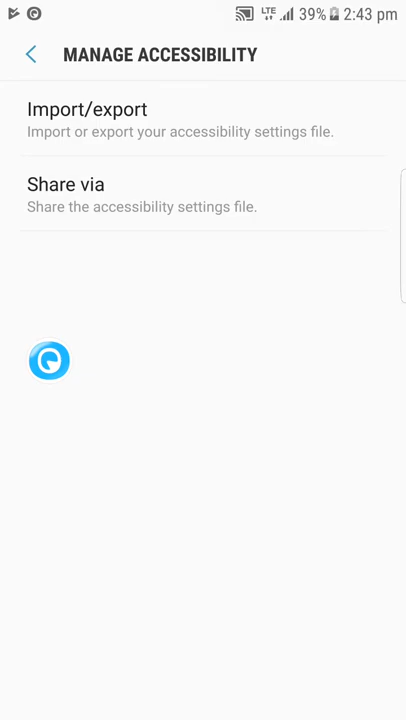 LTE 39% 2:43 pm
MANAGE ACCESSIBILITY
Import/export
Import or export your accessibility settings file.
Share via
Share the accessibility settings file.